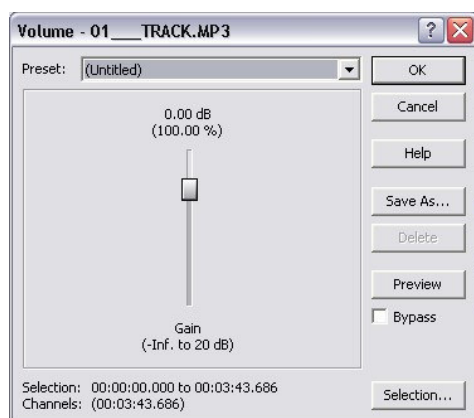 Volume - 01___TRACK.MP3
Preset: (Untitled)
OK
Cancel
Help
Save As...
Delete
Preview
Bypass
Selection...
0.00 dB
(100.00 %)
Gain
(-Inf. to 20 dB)
Selection: 00:00:00.000 to 00:03:43.686
Channels: (00:03:43.686)